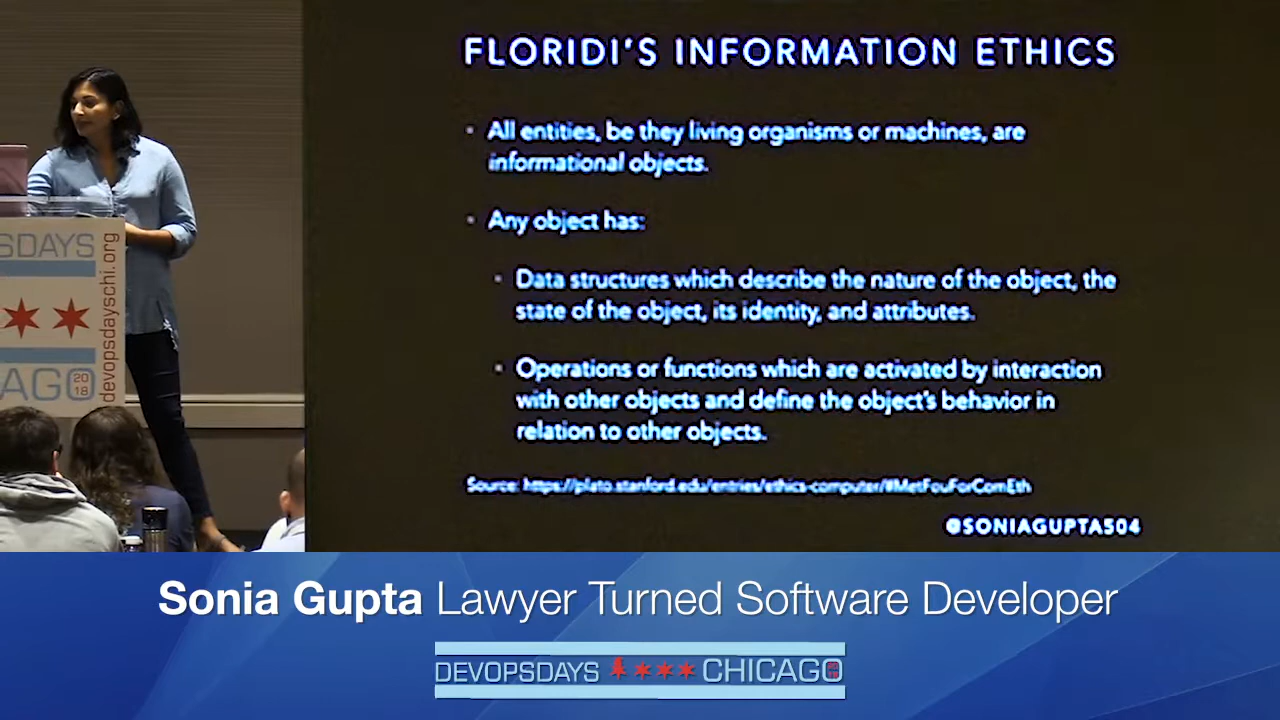 FLORIDI'S INFORMATION ETHICS
• All entities, be they living organisms or machines, are
informational objects.
• Any object has:
• Data structures which describe the nature of the object, the
state of the object, its identity, and attributes.
• Operations or functions which are activated by interaction
with other objects and define the object's behavior in
relation to other objects.
Source: https://plato.stanford.edu/entries/ethics-computer/#MetFouForComEth
@SONIAGUPTA504
SDAYS
AGO
2018
devopsdayschi.org
Sonia Gupta Lawyer Turned Software Developer
DEVOPSDAYS CHICAGO